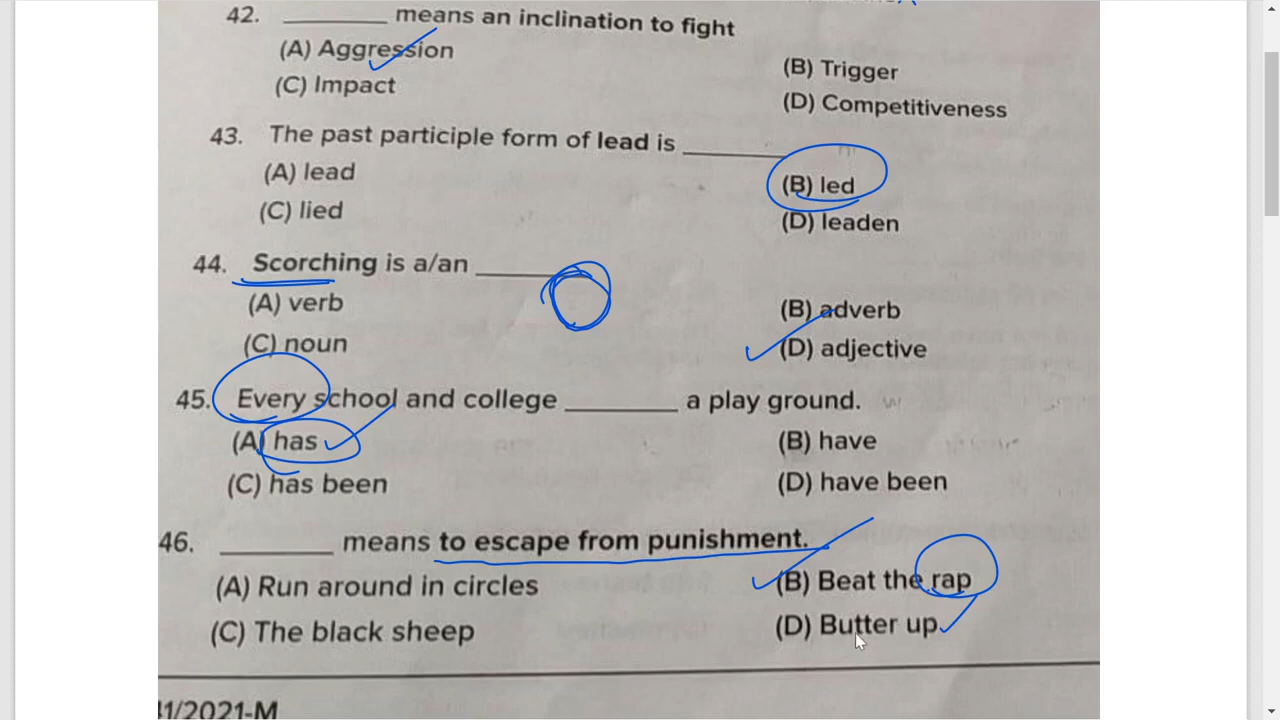 42. ________ means an inclination to fight
(A) Aggression
(B) Trigger
(C) Impact
(D) Competitiveness
43. The past participle form of lead is ________
(A) lead
(B) led
(C) lied
(D) leaden
44. Scorching is a/an ________
(A) verb
(B) adverb
(C) noun
(D) adjective
45. Every school and college ________ a play ground.
(A) has
(B) have
(C) has been
(D) have been
46. ________ means to escape from punishment.
(A) Run around in circles
(B) Beat the rap
(C) The black sheep
(D) Butter up
1/2021-M